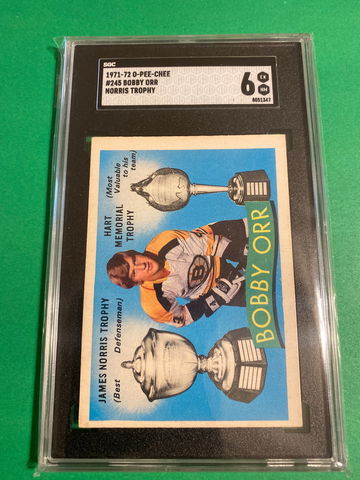 SGC
1971-72 O-PEE-CHEE
#245 BOBBY ORR
NORRIS TROPHY
6
EX
NM
8051347
JAMES NORRIS TROPHY
(Best Defenseman)
HART
MEMORIAL
TROPHY
(Most
Valuable
to his
team)
B
BOBBY ORR